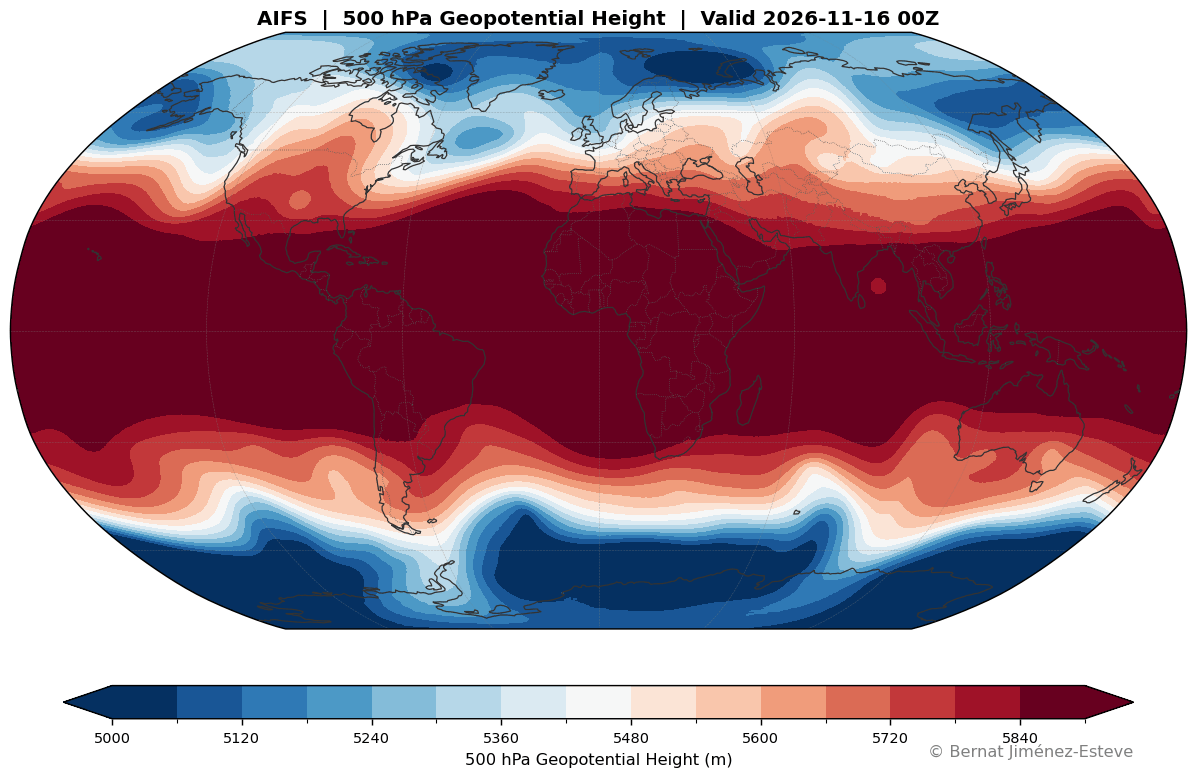 AIFS | 500 hPa Geopotential Height | Valid 2026-11-16 00Z
5000 5120 5240 5360 5480 5600 5720 5840
500 hPa Geopotential Height (m)
© Bernat Jiménez-Esteve